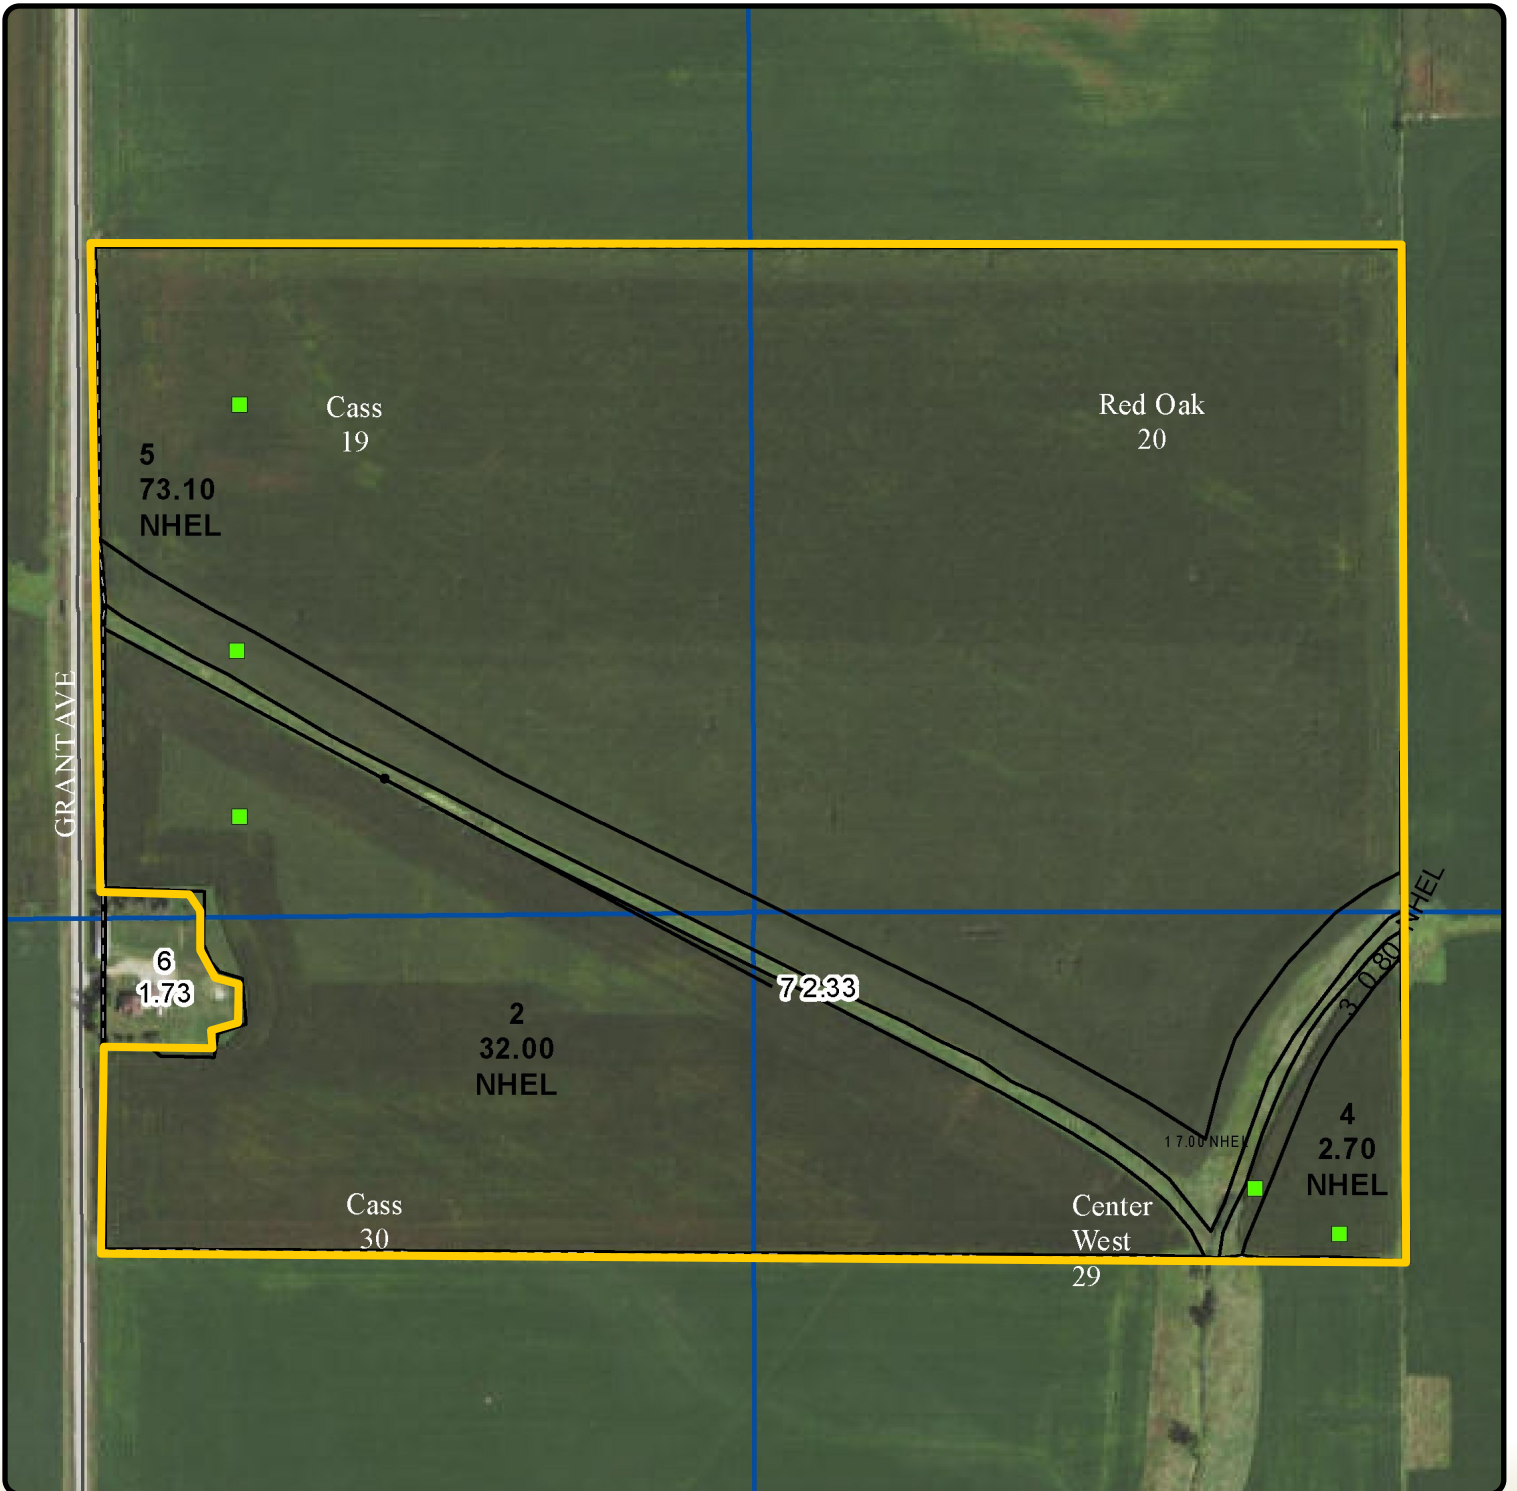 Cass
19
Red Oak
20
5
73.10
NHEL
GRANT AVE
3 0.80 NHEL
6
1.73
7 2.33
2
32.00
NHEL
1 7.00 NHEL
4
2.70
NHEL
Cass
30
Center
West
29